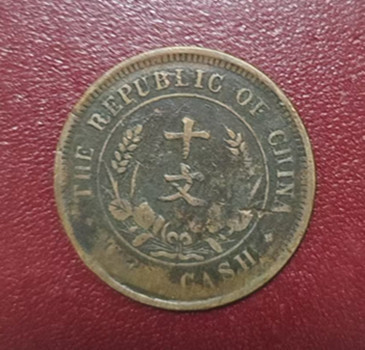 THE REPUBLIC OF CHINA
十
文
CASH